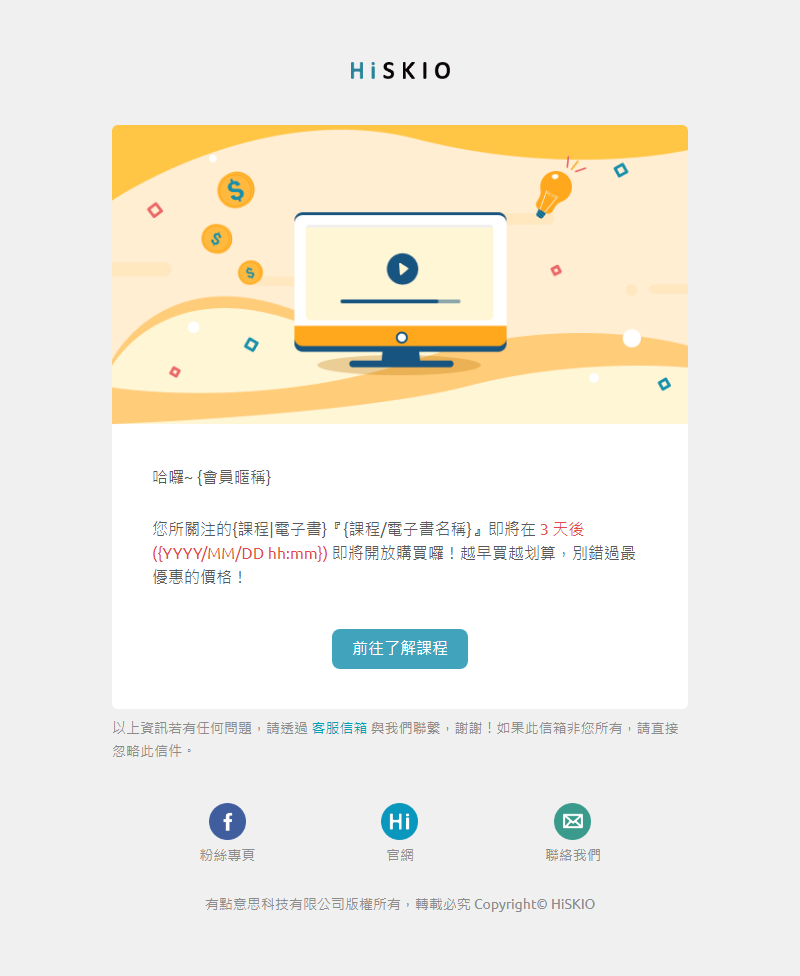 HiSKIO
哈囉~ {會員暱稱}
您所關注的{課程|電子書}『{課程/電子書名稱}』即將在 3 天後
({YYYY/MM/DD hh:mm}) 即將開放購買囉！越早買越划算，別錯過最
優惠的價格！
前往了解課程
以上資訊若有任何問題，請透過 客服信箱 與我們聯繫，謝謝！如果此信箱非您所有，請直接
忽略此信件。
f Hi
粉絲專頁 官網 聯絡我們
有點意思科技有限公司版權所有，轉載必究 Copyright© HiSKIO